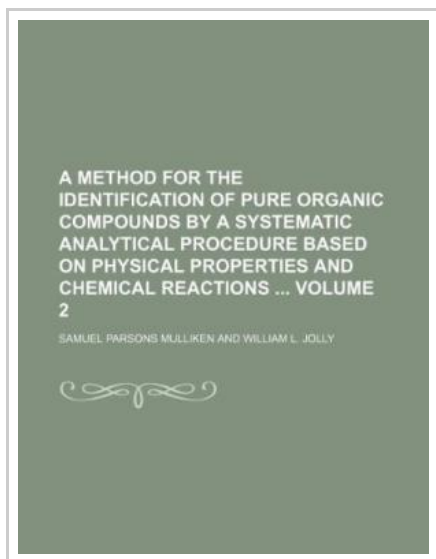 A METHOD FOR THE
IDENTIFICATION OF PURE ORGANIC
COMPOUNDS BY A SYSTEMATIC
ANALYTICAL PROCEDURE BASED
ON PHYSICAL PROPERTIES AND
CHEMICAL REACTIONS ... VOLUME
2
SAMUEL PARSONS MULLIKEN AND WILLIAM L. JOLLY